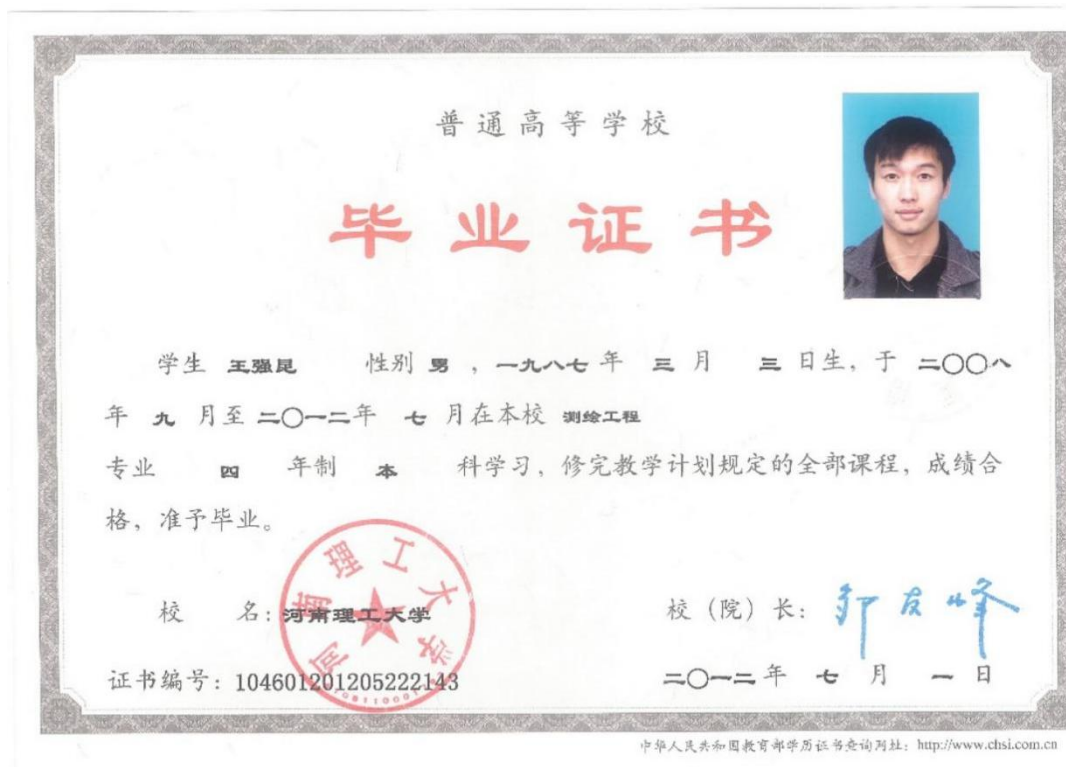 普通高等学校
毕业证书
学生 王强昆 性别 男 ，一九八七年 三 月 三 日生，于 二〇〇八
年 九 月至 二〇一二年 七 月在本校 测绘工程
专业 四 年制 本 科学习，修完教学计划规定的全部课程，成绩合
格，准予毕业。
河南理工大学
校 名：河南理工大学
校（院）长：邹友峰
证书编号：104601201205222143
二〇一二年 七 月 一 日
中华人民共和国教育部学历证书查询网址：http://www.chsi.com.cn